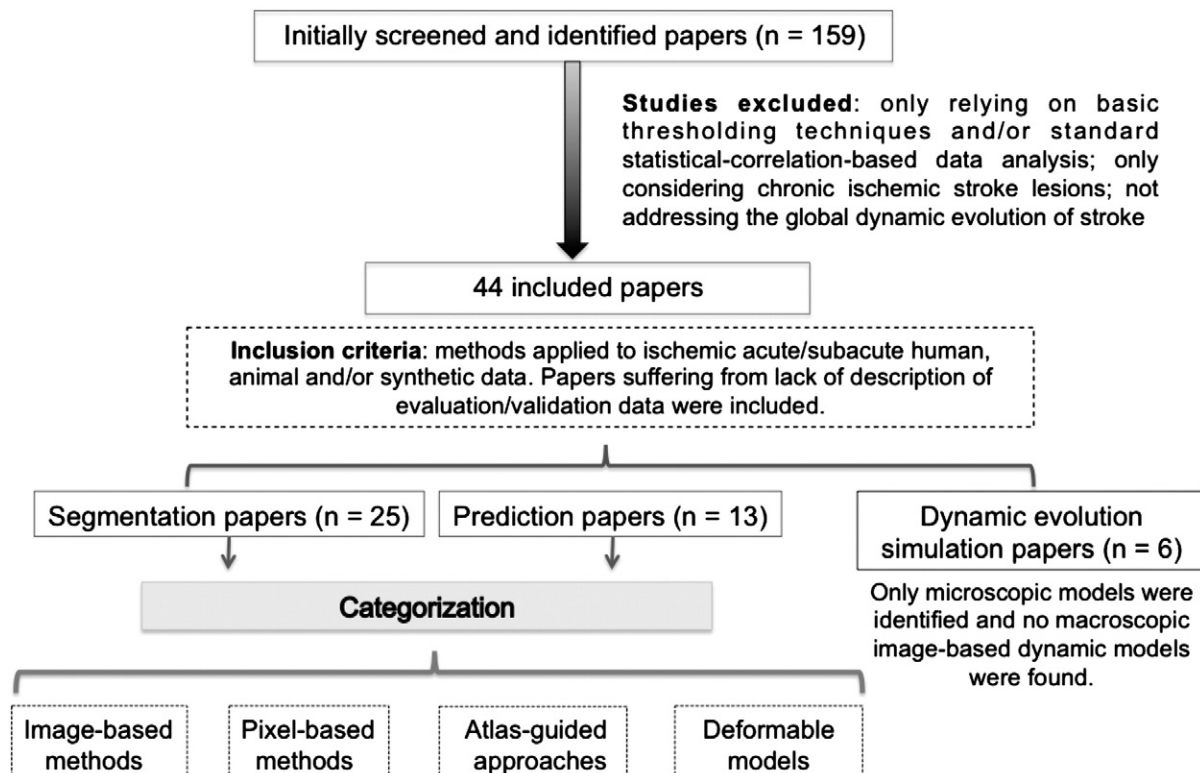 Initially screened and identified papers (n = 159)
Studies excluded: only relying on basic
thresholding techniques and/or standard
statistical-correlation-based data analysis; only
considering chronic ischemic stroke lesions; not
addressing the global dynamic evolution of stroke
44 included papers
Inclusion criteria: methods applied to ischemic acute/subacute human,
animal and/or synthetic data. Papers suffering from lack of description of
evaluation/validation data were included.
Segmentation papers (n = 25)
Prediction papers (n = 13)
Dynamic evolution
simulation papers (n = 6)
Only microscopic models were
identified and no macroscopic
image-based dynamic models
were found.
Categorization
Image-based
methods
Pixel-based
methods
Atlas-guided
approaches
Deformable
models